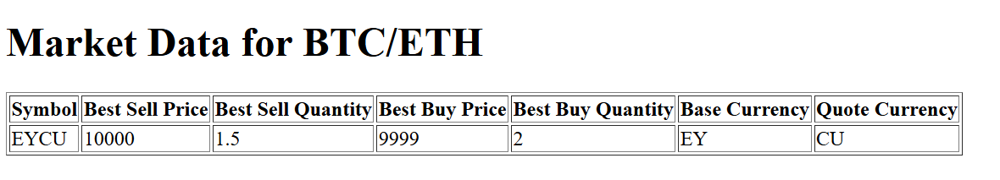 Market Data for BTC/ETH
Symbol Best Sell Price Best Sell Quantity Best Buy Price Best Buy Quantity Base Currency Quote Currency
EYCU 10000 1.5 9999 2 EY CU